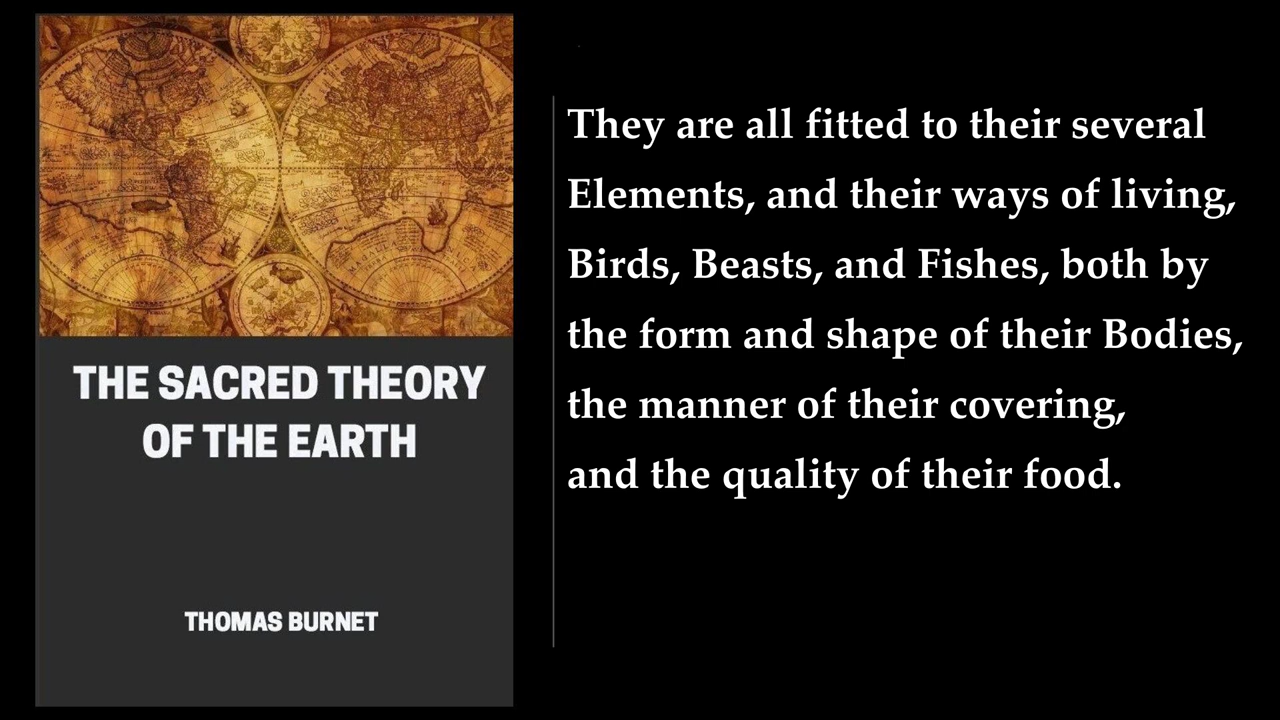 THE SACRED THEORY
OF THE EARTH
THOMAS BURNET
They are all fitted to their several
Elements, and their ways of living,
Birds, Beasts, and Fishes, both by
the form and shape of their Bodies,
the manner of their covering,
and the quality of their food.